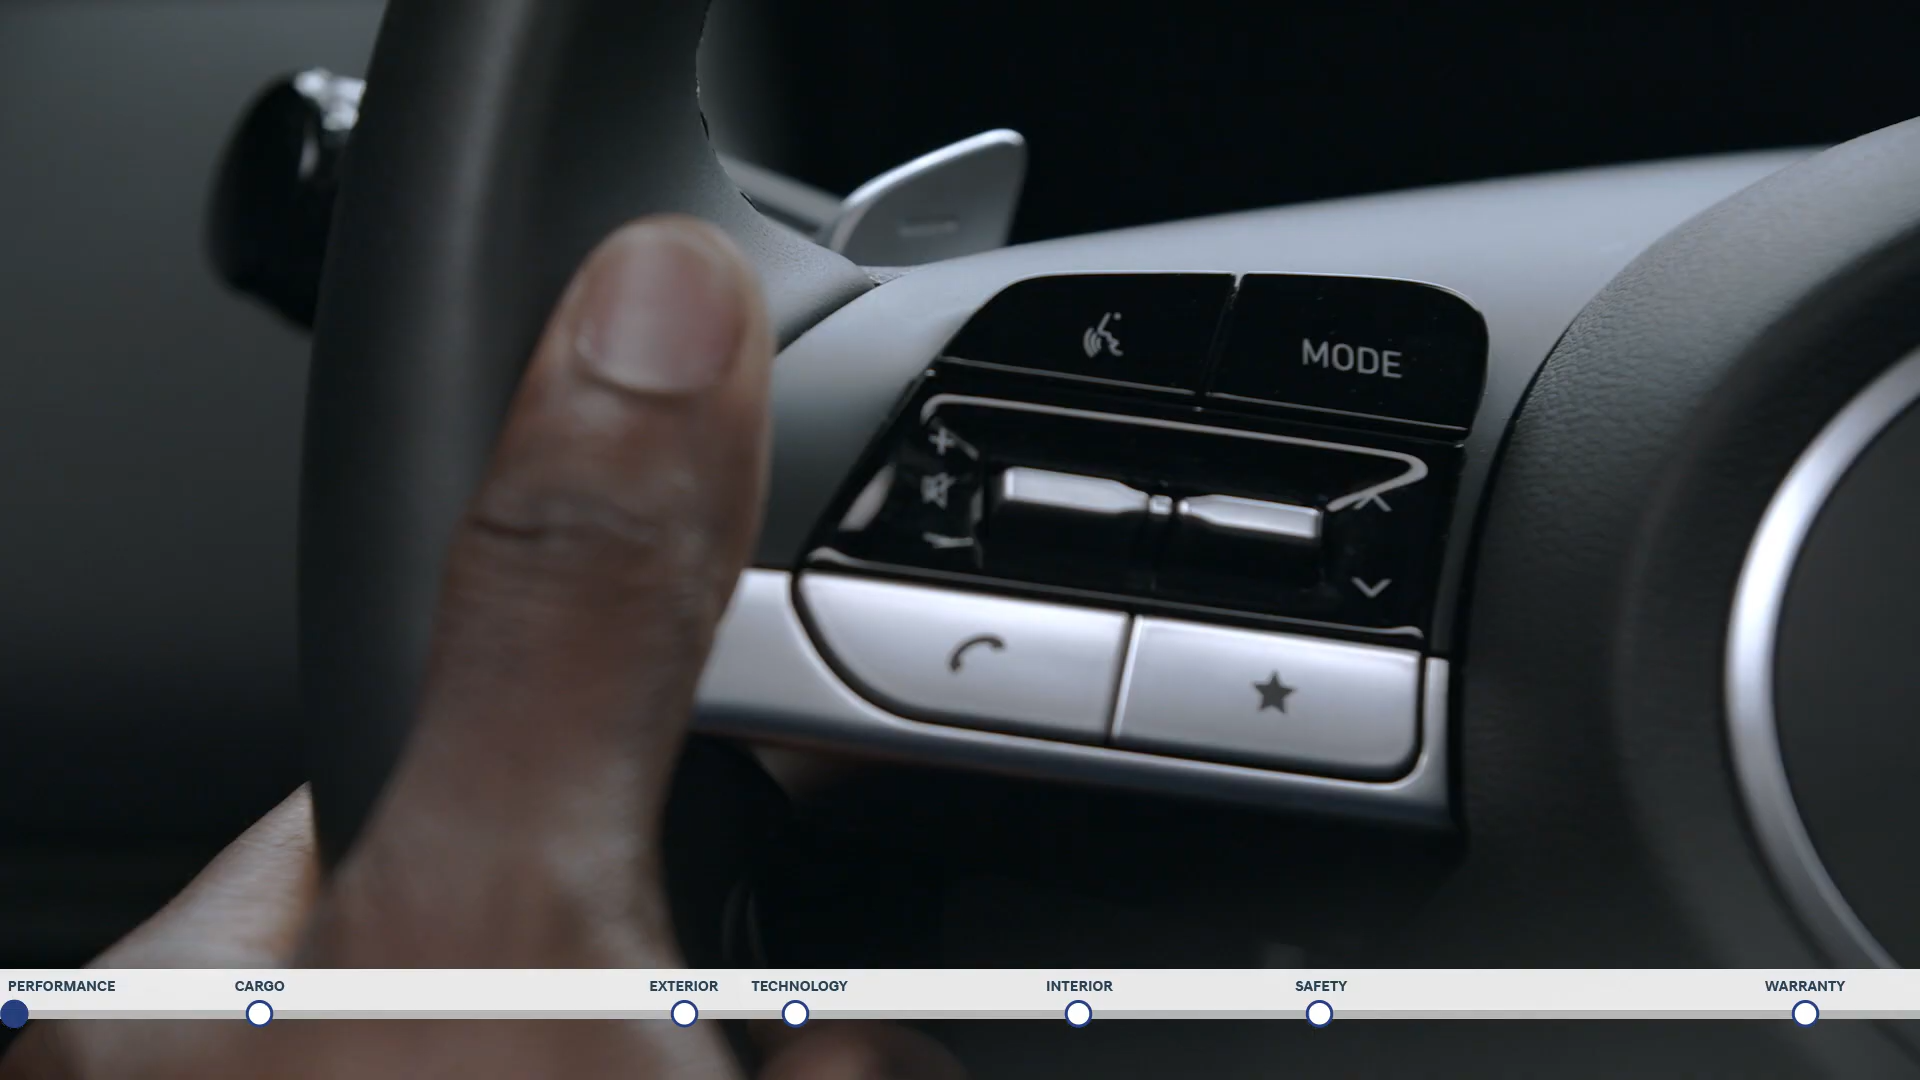 MODE
PERFORMANCE
CARGO
EXTERIOR
TECHNOLOGY
INTERIOR
SAFETY
WARRANTY